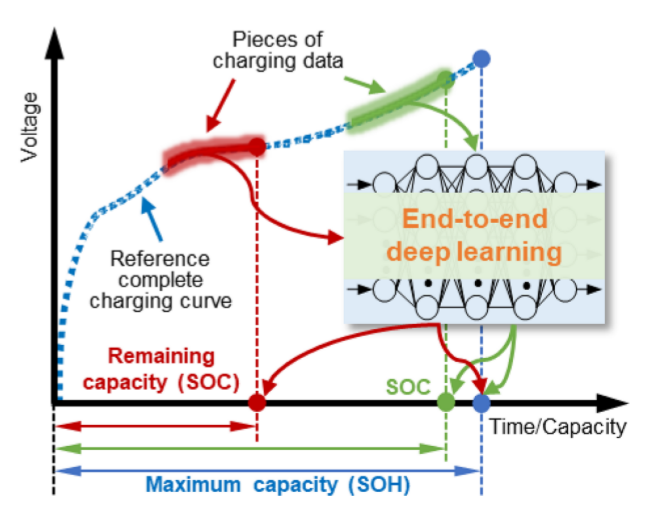 Pieces of
charging data
Voltage
End-to-end
deep learning
Reference
complete
charging curve
Remaining
capacity (SOC)
SOC
Time/Capacity
Maximum capacity (SOH)